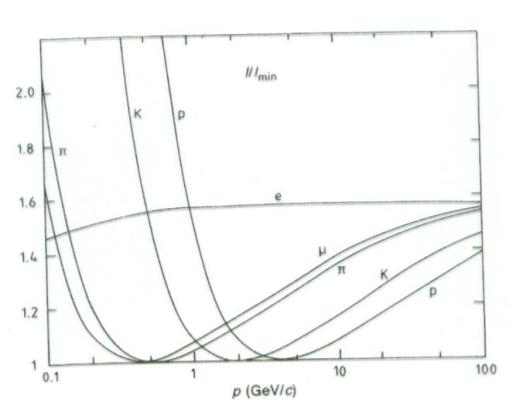 I/I_min
2.0
K
p
1.8
π
1.6
e
1.4
μ
π
K
p
1.2
1
0.1
1
10
100
p (GeV/c)